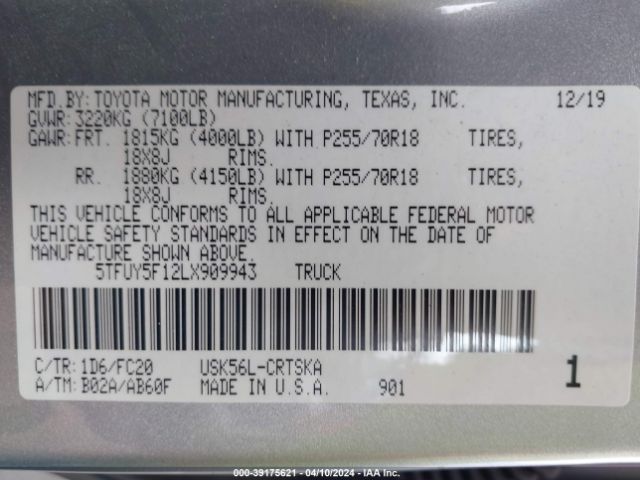 MFD.BY: TOYOTA MOTOR MANUFACTURING, TEXAS, INC. 12/19
GVWR: 3220KG (7100LB)
GAWR: FRT. 1815KG (4000LB) WITH P255/70R18 TIRES,
18X8J RIMS.
RR. 1880KG (4150LB) WITH P255/70R18 TIRES,
18X8J RIMS.
THIS VEHICLE CONFORMS TO ALL APPLICABLE FEDERAL MOTOR
VEHICLE SAFETY STANDARDS IN EFFECT ON THE DATE OF
MANUFACTURE SHOWN ABOVE.
5TFUY5F12LX909943 TRUCK
C/TR: 1D6/FC20 USK56L-CRTSKA
A/TM: B02A/AB60F MADE IN U.S.A. 901 1
000-39175621 - 04/10/2024 - IAAI.COM